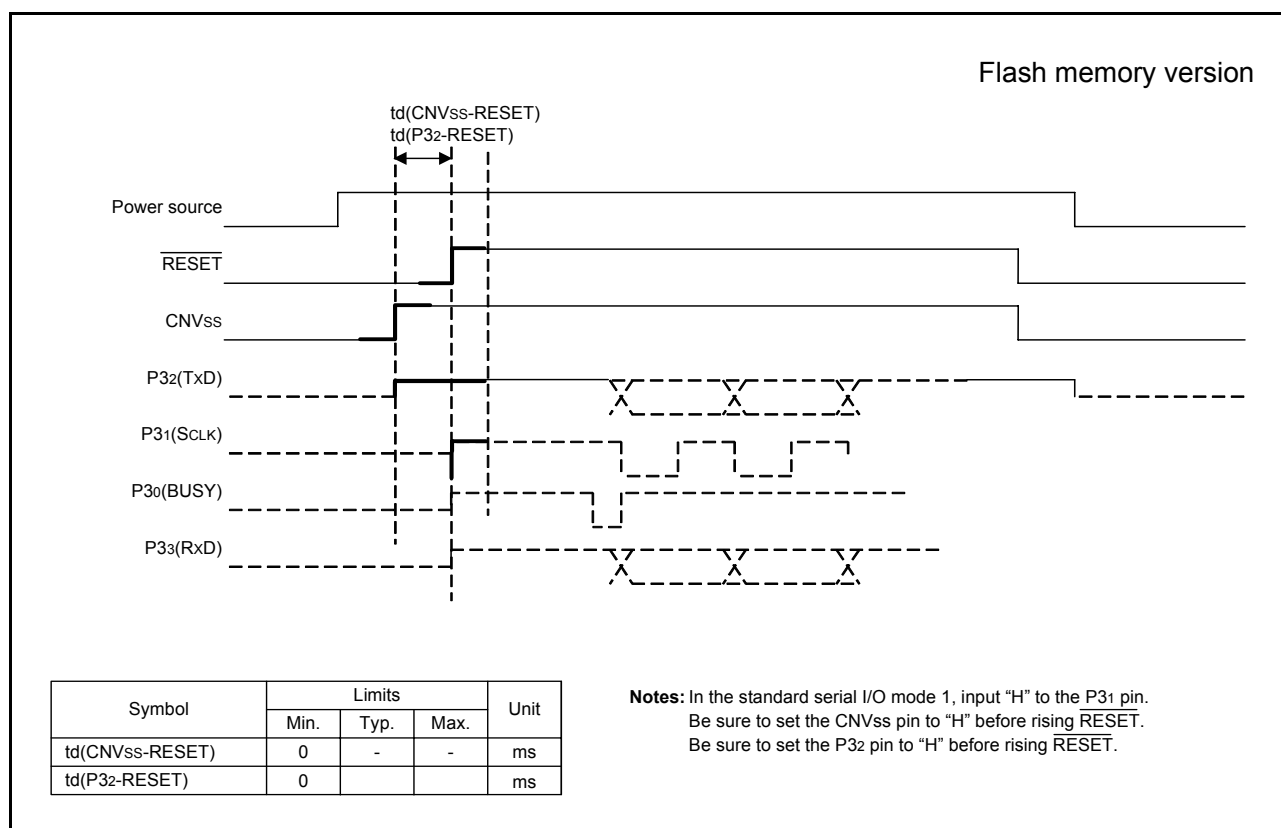 Flash memory version
td(CNVss-RESET)
td(P32-RESET)
Power source
RESET
CNVss
P32(TxD)
P31(SCLK)
P30(BUSY)
P33(RxD)
Symbol Limits Unit
Min. Typ. Max.
td(CNVss-RESET) 0 - - ms
td(P32-RESET) 0 ms
Notes: In the standard serial I/O mode 1, input “H” to the P31 pin.
Be sure to set the CNVss pin to “H” before rising RESET.
Be sure to set the P32 pin to “H” before rising RESET.